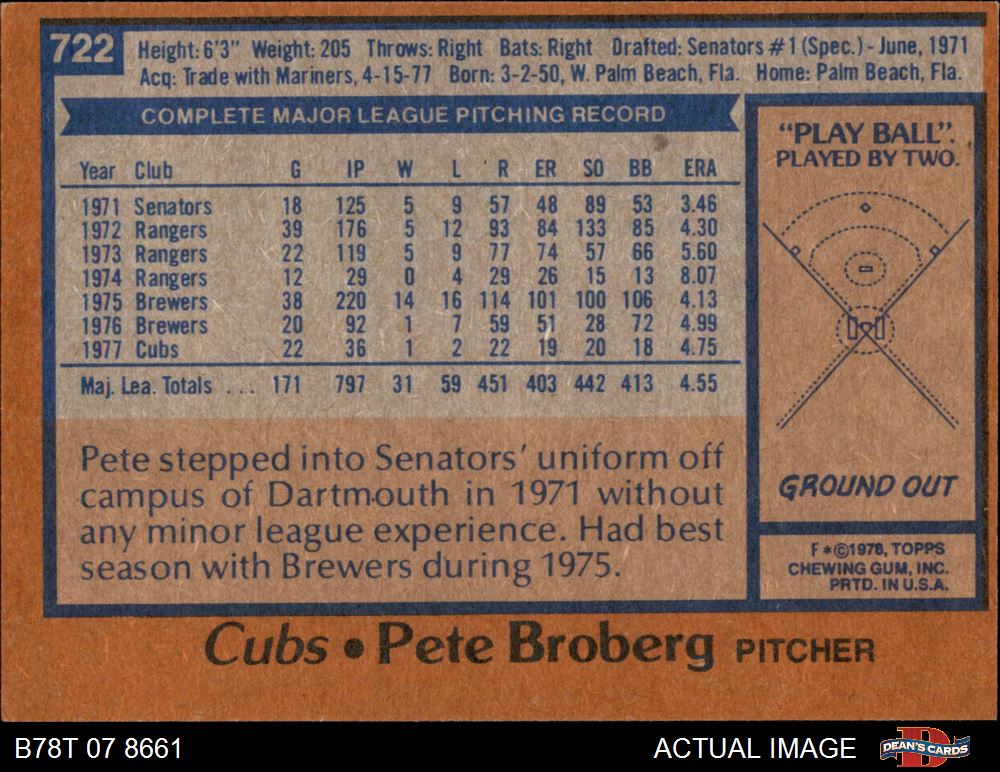 722
Height: 6'3" Weight: 205 Throws: Right Bats: Right Drafted: Senators #1 (Spec.) - June, 1971
Acq: Trade with Mariners, 4-15-77 Born: 3-2-50, W. Palm Beach, Fla. Home: Palm Beach, Fla.
COMPLETE MAJOR LEAGUE PITCHING RECORD
Year Club G IP W L R ER SO BB ERA
1971 Senators 18 125 5 9 57 48 89 53 3.46
1972 Rangers 39 176 5 12 93 84 133 85 4.30
1973 Rangers 22 119 5 9 77 74 57 66 5.60
1974 Rangers 12 29 0 4 29 26 15 13 8.07
1975 Brewers 38 220 14 16 114 101 100 106 4.13
1976 Brewers 20 92 1 7 59 51 28 72 4.99
1977 Cubs 22 36 1 2 22 19 20 18 4.75
Maj. Lea. Totals ... 171 797 31 59 451 403 442 413 4.55
Pete stepped into Senators' uniform off
campus of Dartmouth in 1971 without
any minor league experience. Had best
season with Brewers during 1975.
"PLAY BALL".
PLAYED BY TWO.
GROUND OUT
F*©1978, TOPPS
CHEWING GUM, INC.
PRTD. IN U.S.A.
Cubs • Pete Broberg PITCHER
B78T 07 8661
ACTUAL IMAGE
DEAN'S CARDS